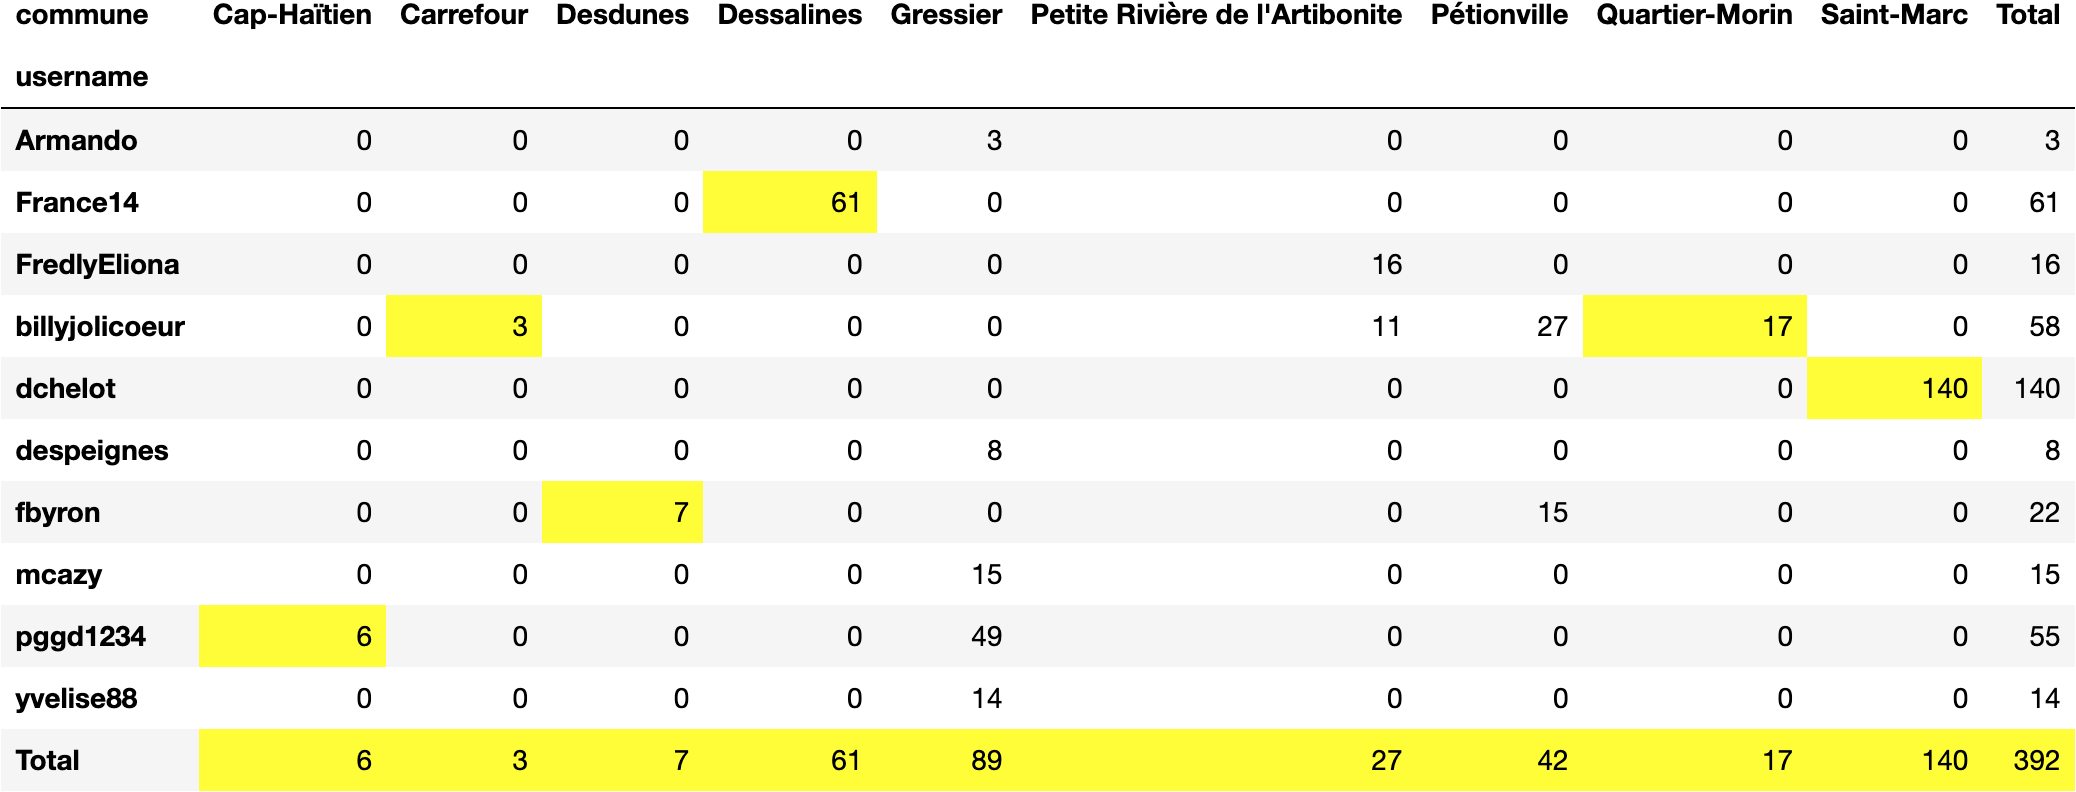 commune Cap-Haïtien Carrefour Desdunes Dessalines Gressier Petite Rivière de l'Artibonite Pétionville Quartier-Morin Saint-Marc Total
username
Armando 0 0 0 0 3 0 0 0 0 3
France14 0 0 0 61 0 0 0 0 0 61
FredlyEliona 0 0 0 0 0 16 0 0 0 16
billyjolicoeur 0 3 0 0 0 11 27 17 0 58
dchelot 0 0 0 0 0 0 0 0 140 140
despeignes 0 0 0 0 8 0 0 0 0 8
fbyron 0 0 7 0 0 0 15 0 0 22
mcazy 0 0 0 0 15 0 0 0 0 15
pggd1234 6 0 0 0 49 0 0 0 0 55
yvelise88 0 0 0 0 14 0 0 0 0 14
Total 6 3 7 61 89 27 42 17 140 392